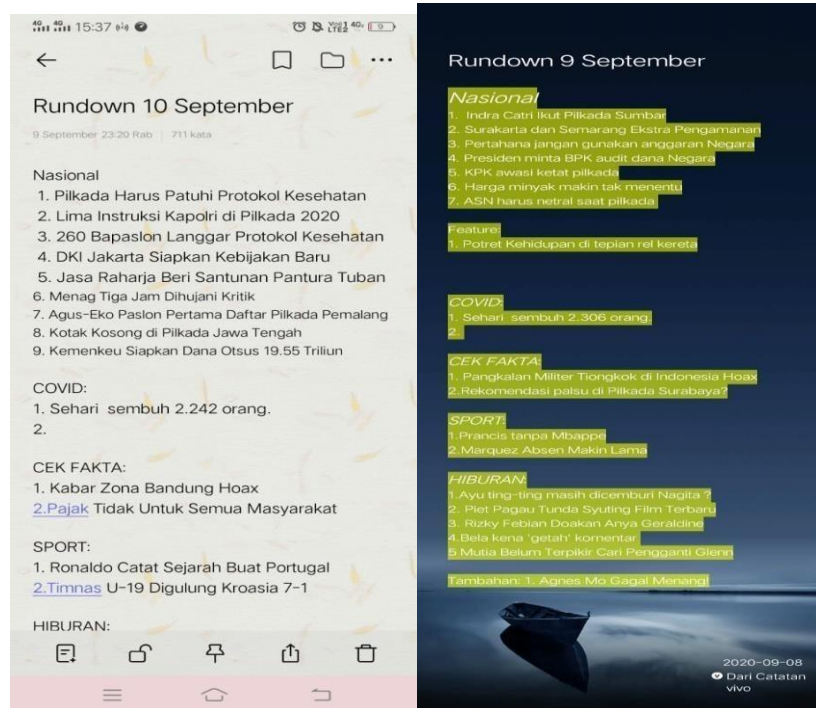 15:37
Rundown 10 September
9 September 23:20 Rab | 711 kata
Nasional
1. Pilkada Harus Patuhi Protokol Kesehatan
2. Lima Instruksi Kapolri di Pilkada 2020
3. 260 Bapaslon Langgar Protokol Kesehatan
4. DKI Jakarta Siapkan Kebijakan Baru
5. Jasa Raharja Beri Santunan Pantura Tuban
6. Menag Tiga Jam Dihujani Kritik
7. Agus-Eko Paslon Pertama Daftar Pilkada Pemalang
8. Kotak Kosong di Pilkada Jawa Tengah
9. Kemenkeu Siapkan Dana Otsus 19.55 Triliun
COVID:
1. Sehari sembuh 2.242 orang.
2.
CEK FAKTA:
1. Kabar Zona Bandung Hoax
2.Pajak Tidak Untuk Semua Masyarakat
SPORT:
1. Ronaldo Catat Sejarah Buat Portugal
2.Timnas U-19 Digulung Kroasia 7-1
HIBURAN:
Rundown 9 September
Nasional
1. Indra Catri Ikut Pilkada Sumbar
2. Surakarta dan Semarang Ekstra Pengamanan
3. Pertahana jangan gunakan anggaran Negara
4. Presiden minta BPK audit dana Negara
5. KPK awasi ketat pilkada
6. Harga minyak makin tak menentu
7. ASN harus netral saat pilkada
Feature:
1. Potret Kehidupan di tepian rel kereta
COVID:
1. Sehari sembuh 2.306 orang.
2.
CEK FAKTA:
1. Pangkalan Militer Tiongkok di Indonesia Hoax
2.Rekomendasi palsu di Pilkada Surabaya?
SPORT:
1.Prancis tanpa Mbappe
2.Marquez Absen Makin Lama
HIBURAN:
1.Ayu ting-ting masih dicemburi Nagita ?
2. Piet Pagau Tunda Syuting Film Terbaru
3. Rizky Febian Doakan Anya Geraldine
4.Bela kena 'getah' komentar
5 Mutia Belum Terpikir Cari Pengganti Glenn
Tambahan: 1. Agnes Mo Gagal Menang!
2020-09-08
Dari Catatan
vivo